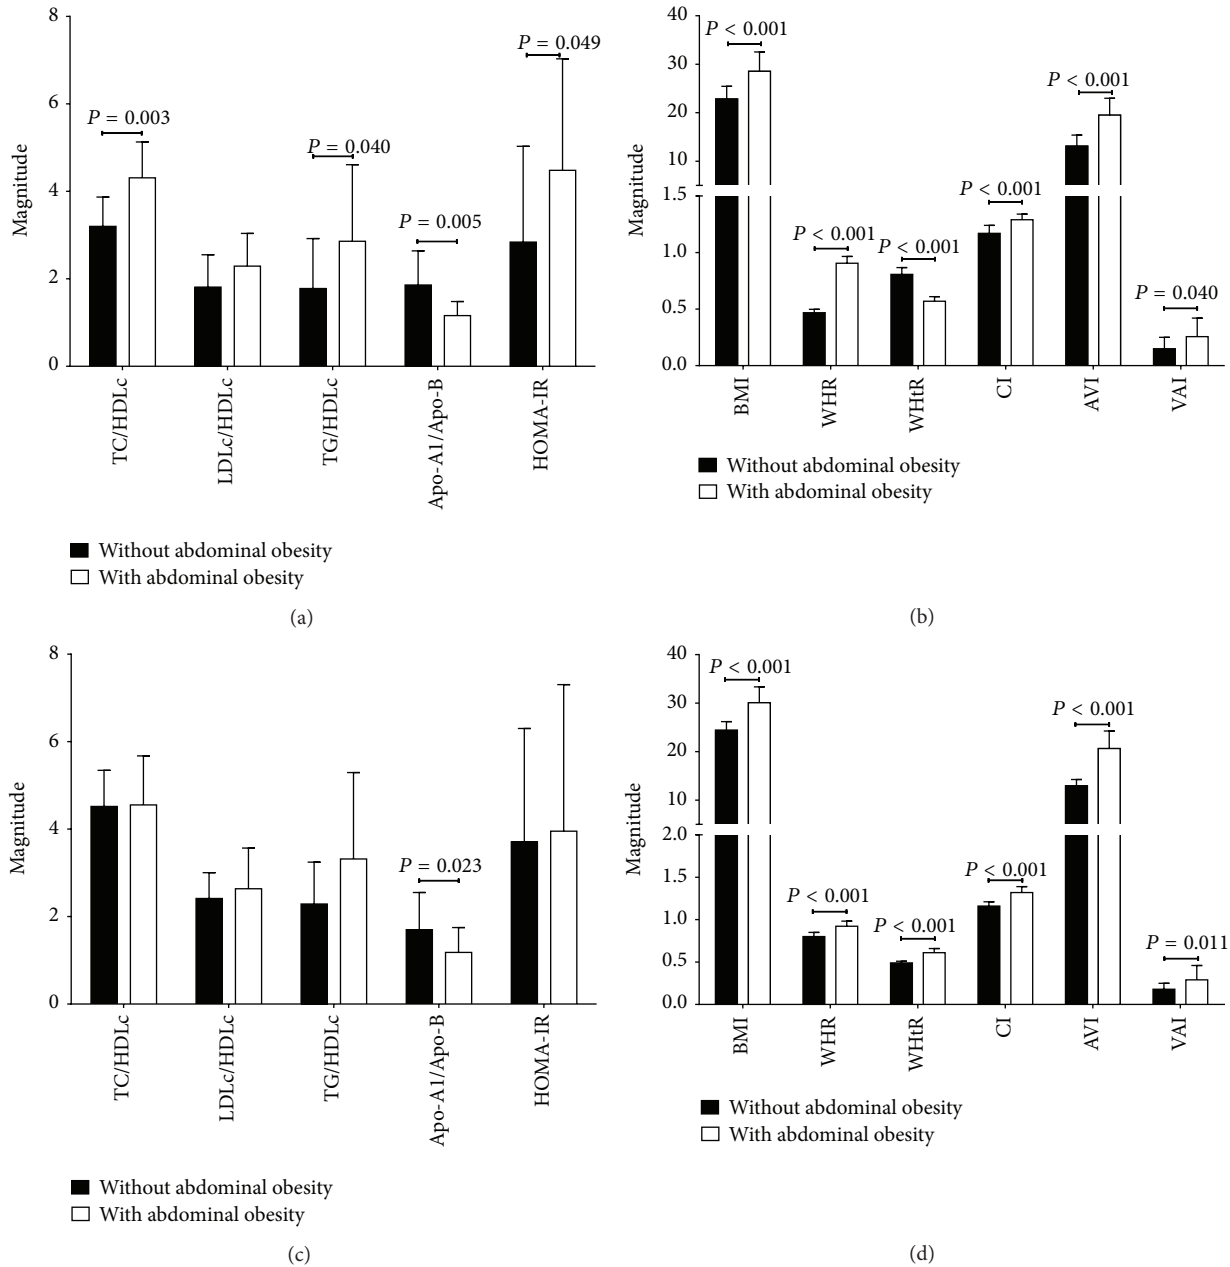 8
6
4
2
0
Magnitude
P = 0.003
P = 0.040
P = 0.005
P = 0.049
TC/HDLc
LDLc/HDLc
TG/HDLc
Apo-A1/Apo-B
HOMA-IR
Without abdominal obesity
With abdominal obesity
(a)
40
30
20
10
1.5
1.0
0.5
0.0
Magnitude
P < 0.001
P < 0.001
P < 0.001
P < 0.001
P < 0.001
P = 0.040
BMI
WHR
WHtR
CI
AVI
VAI
Without abdominal obesity
With abdominal obesity
(b)
8
6
4
2
0
Magnitude
P = 0.023
TC/HDLc
LDLc/HDLc
TG/HDLc
Apo-A1/Apo-B
HOMA-IR
Without abdominal obesity
With abdominal obesity
(c)
40
30
20
10
2.0
1.5
1.0
0.5
0.0
Magnitude
P < 0.001
P < 0.001
P < 0.001
P < 0.001
P < 0.001
P = 0.011
BMI
WHR
WHtR
CI
AVI
VAI
Without abdominal obesity
With abdominal obesity
(d)